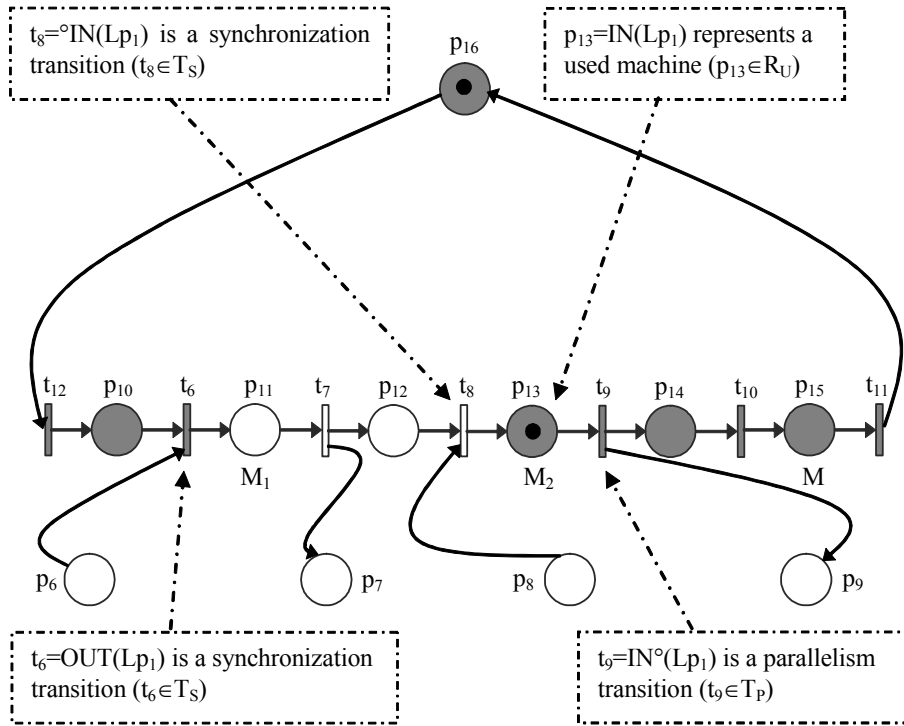 t₈=°IN(Lp₁) is a synchronization
transition (t₈∈T_S)
p₁₃=IN(Lp₁) represents a
used machine (p₁₃∈R_U)
p₁₆
t₁₂ p₁₀ t₆ p₁₁ t₇ p₁₂ t₈ p₁₃ t₉ p₁₄ t₁₀ p₁₅ t₁₁
M₁ M₂ M
p₆ p₇ p₈ p₉
t₆=OUT(Lp₁) is a synchronization
transition (t₆∈T_S)
t₉=IN°(Lp₁) is a parallelism
transition (t₉∈T_P)